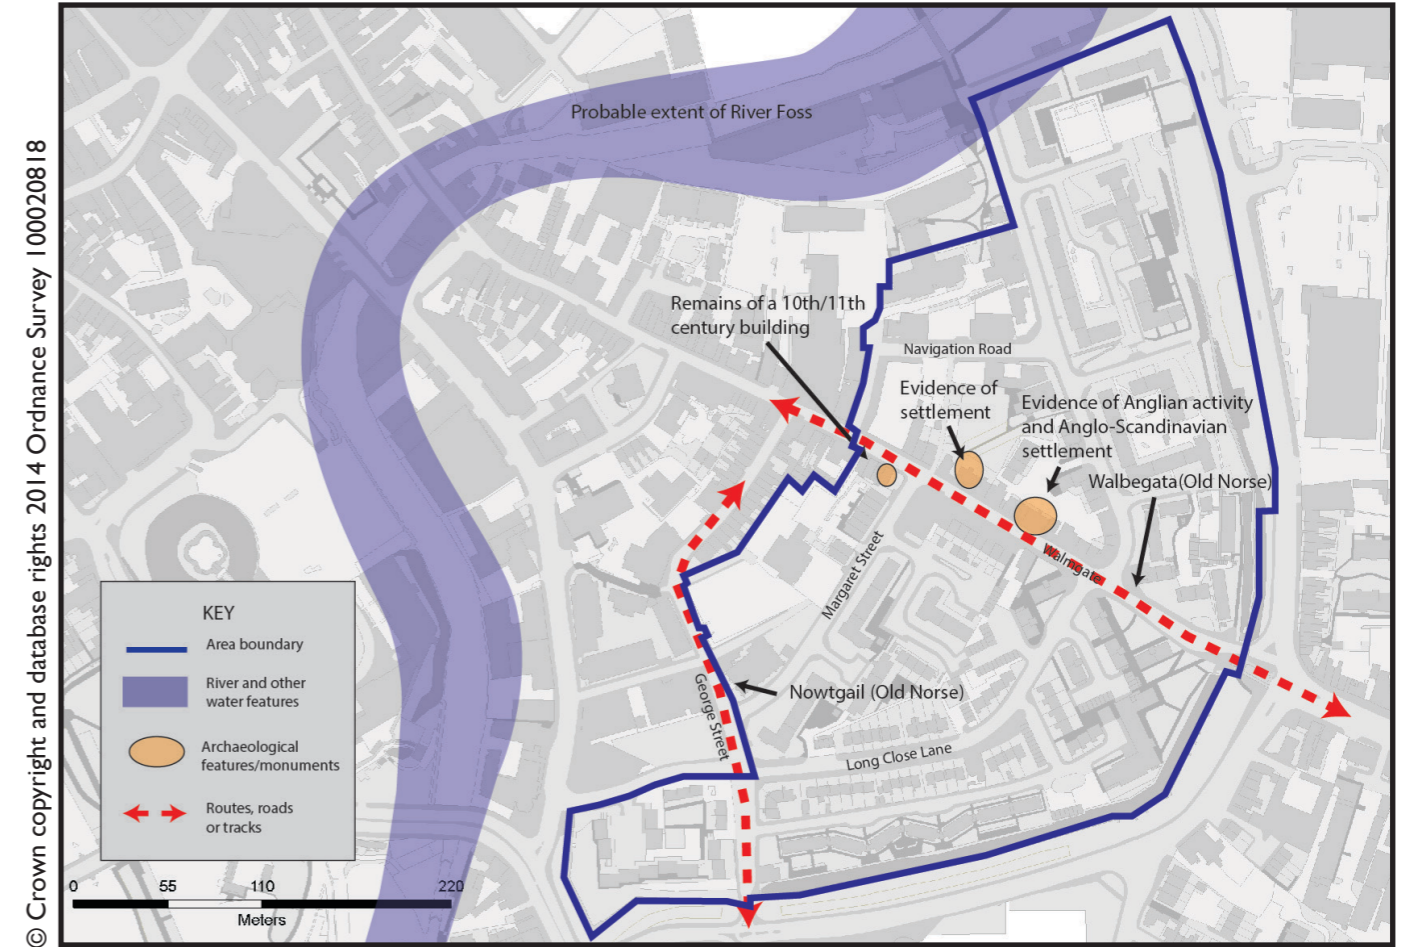 © Crown copyright and database rights 2014 Ordnance Survey 100020818
Probable extent of River Foss
Remains of a 10th/11th
century building
Navigation Road
Evidence of
settlement
Evidence of Anglian activity
and Anglo-Scandinavian
settlement
Walbegata(Old Norse)
Walmgate
Margaret Street
Nowtgail (Old Norse)
George Street
Long Close Lane
KEY
Area boundary
River and other
water features
Archaeological
features/monuments
Routes, roads
or tracks
0 55 110 220
Meters